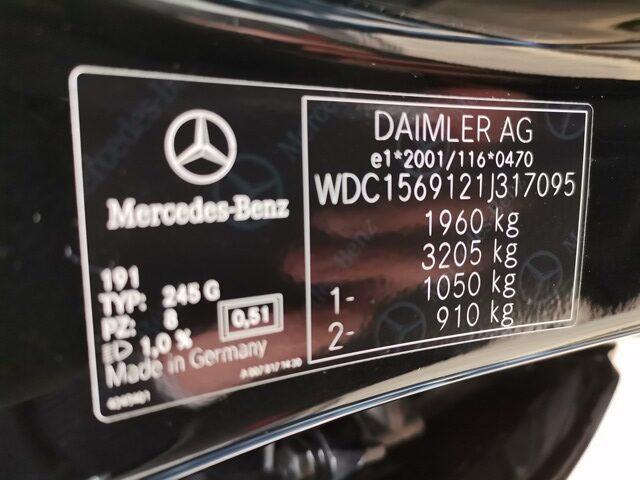 Mercedes-Benz
191
TYP: 245 G
PZ: 8
1,0 %
0,51
Made in Germany
DAIMLER AG
e1*2001/116*0470
WDC1569121J317095
1960 kg
3205 kg
1- 1050 kg
2- 910 kg